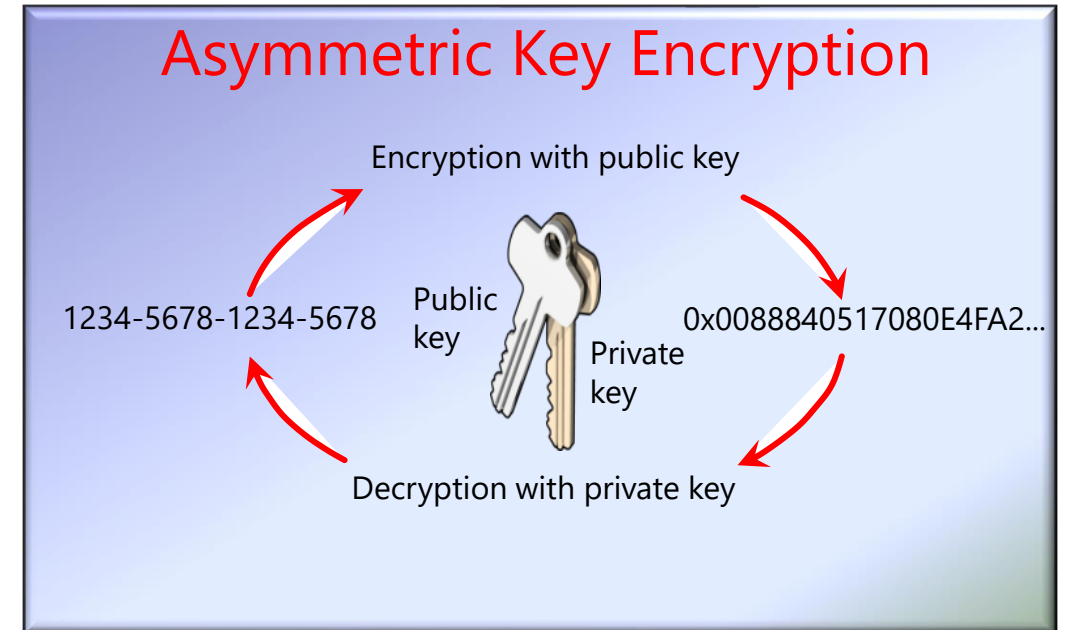 Asymmetric Key Encryption
Encryption with public key
1234-5678-1234-5678
Public
key
0x0088840517080E4FA2...
Private
key
Decryption with private key